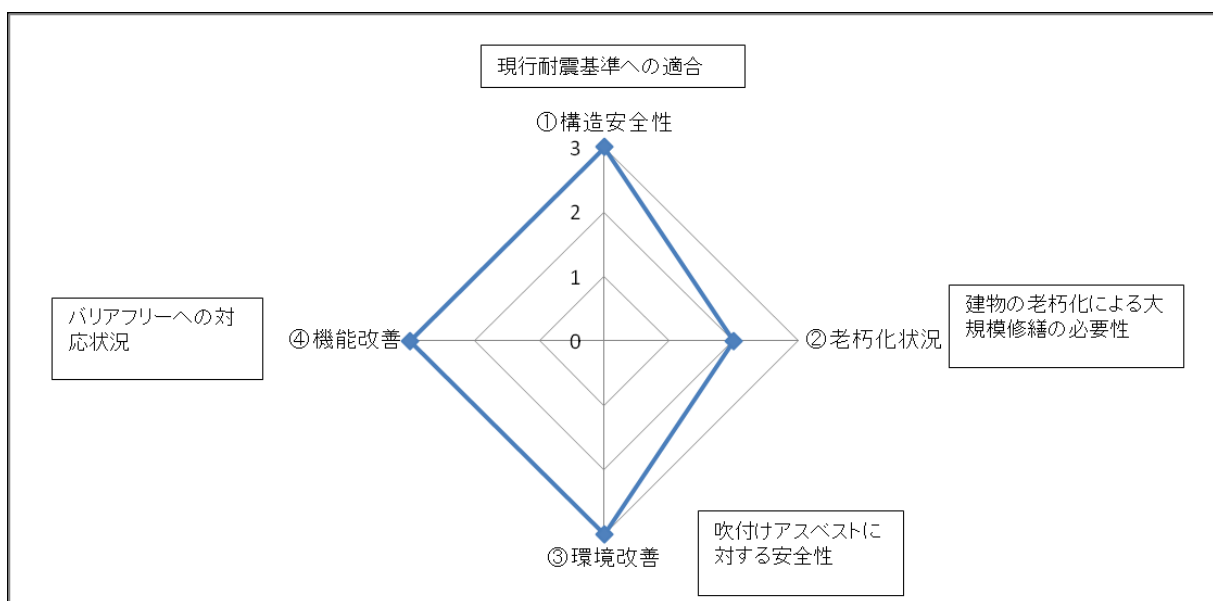 現行耐震基準への適合
①構造安全性
3
2
1
0
バリアフリーへの対
応状況
④機能改善
②老朽化状況
建物の老朽化による大
規模修繕の必要性
③環境改善
吹付けアスベストに
対する安全性